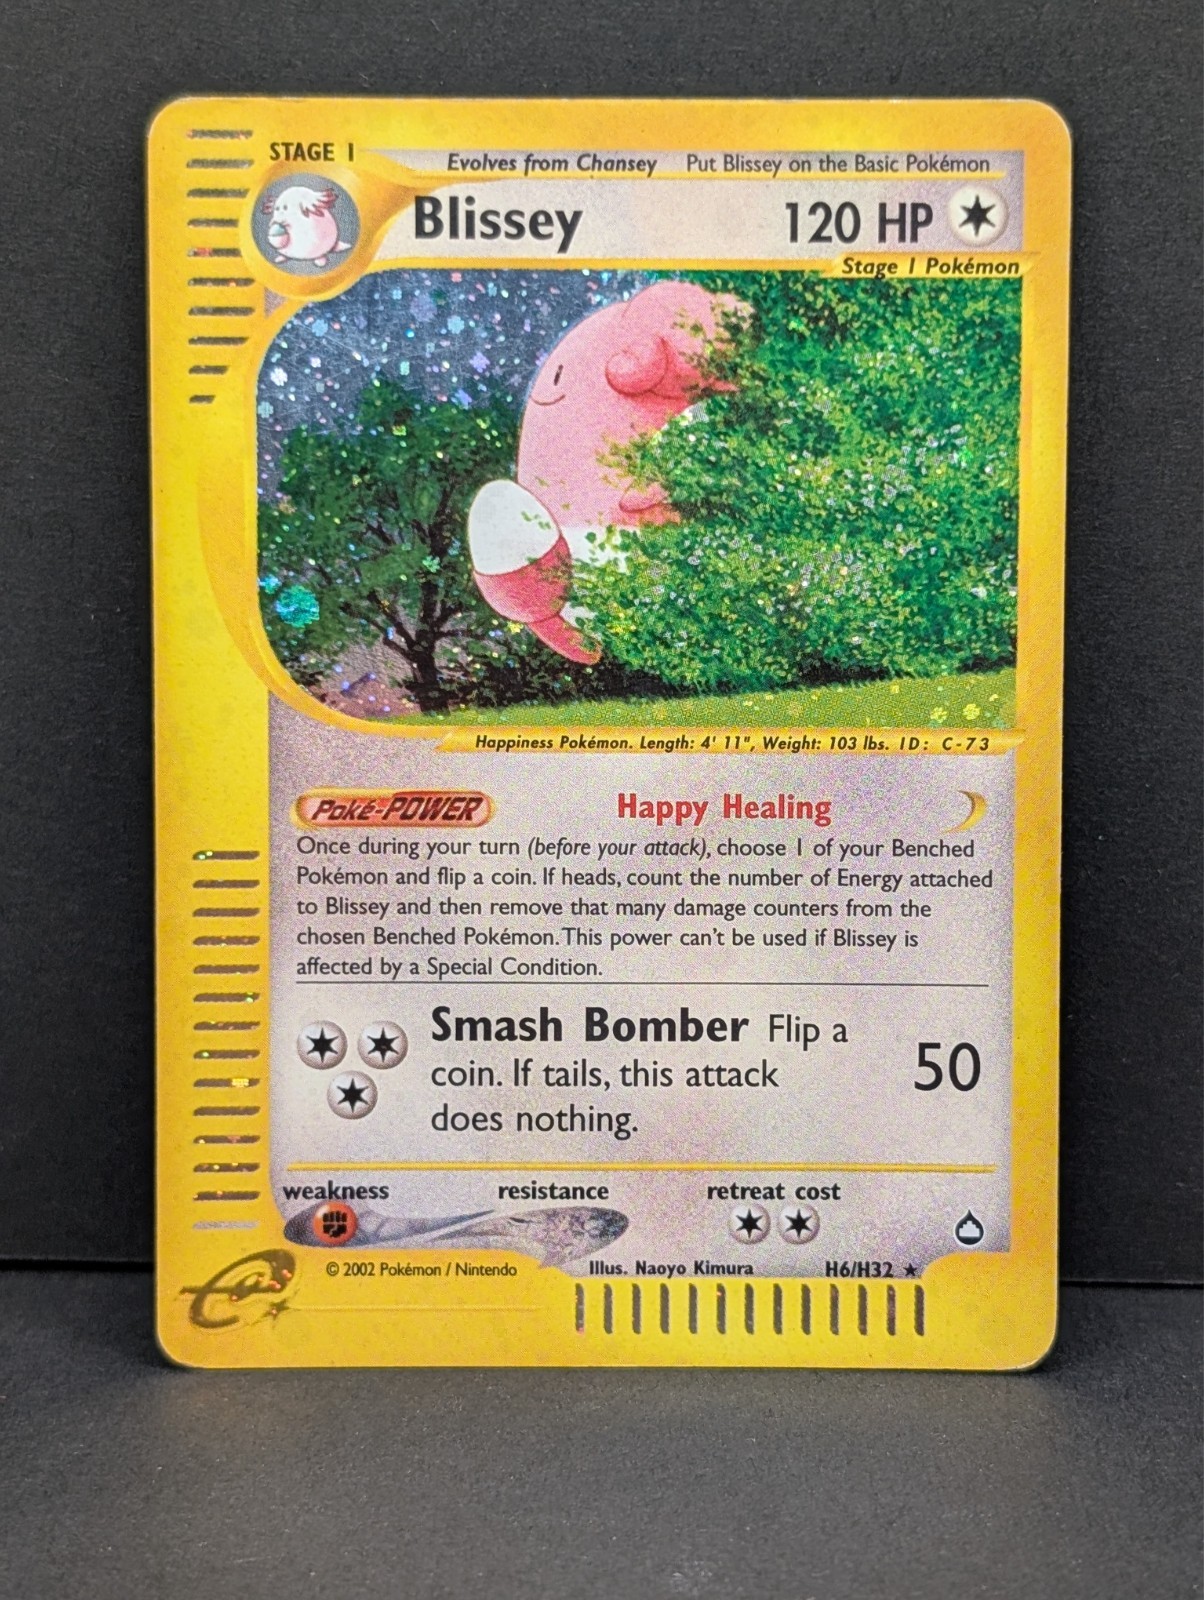 STAGE 1
Evolves from Chansey Put Blissey on the Basic Pokémon
Blissey 120 HP
Stage 1 Pokémon
Happiness Pokémon. Length: 4' 11", Weight: 103 lbs. ID: C-73
Poké-POWER Happy Healing
Once during your turn (before your attack), choose 1 of your Benched
Pokémon and flip a coin. If heads, count the number of Energy attached
to Blissey and then remove that many damage counters from the
chosen Benched Pokémon. This power can't be used if Blissey is
affected by a Special Condition.
Smash Bomber Flip a
coin. If tails, this attack
does nothing.
50
weakness resistance retreat cost
© 2002 Pokémon / Nintendo Illus. Naoyo Kimura H6/H32 ★
e